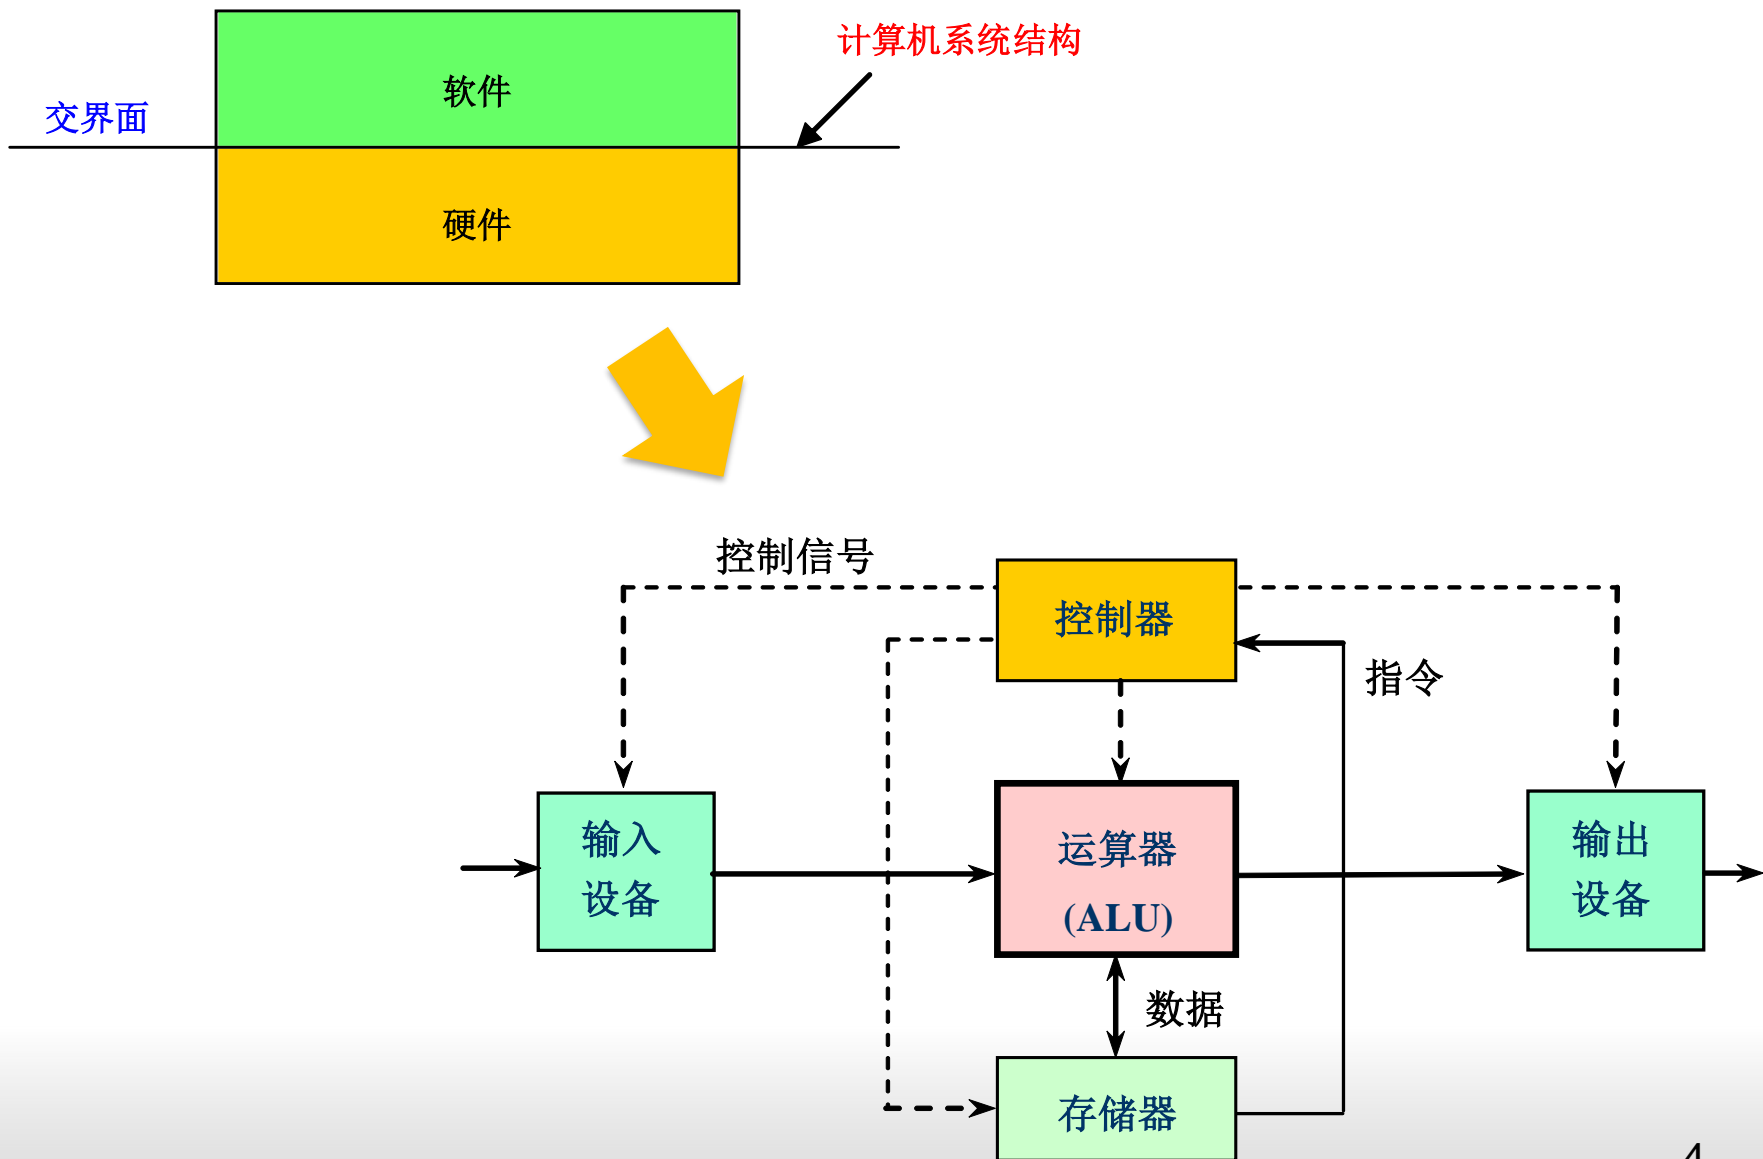 计算机系统结构
软件
交界面
硬件
控制信号
控制器
指令
输入
设备
运算器
(ALU)
输出
设备
数据
存储器
4